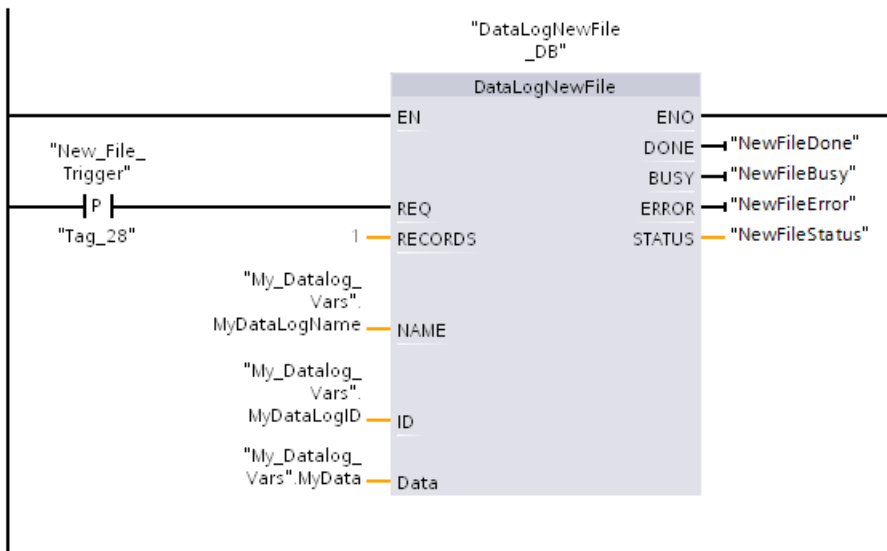 "DataLogNewFile
_DB"
DataLogNewFile
EN ENO
DONE "NewFileDone"
"New_File_
Trigger"
BUSY "NewFileBusy"
P REQ ERROR "NewFileError"
"Tag_28" 1 RECORDS STATUS "NewFileStatus"
"My_Datalog_
Vars".
MyDataLogName NAME
"My_Datalog_
Vars".
MyDataLogID ID
"My_Datalog_
Vars".MyData Data